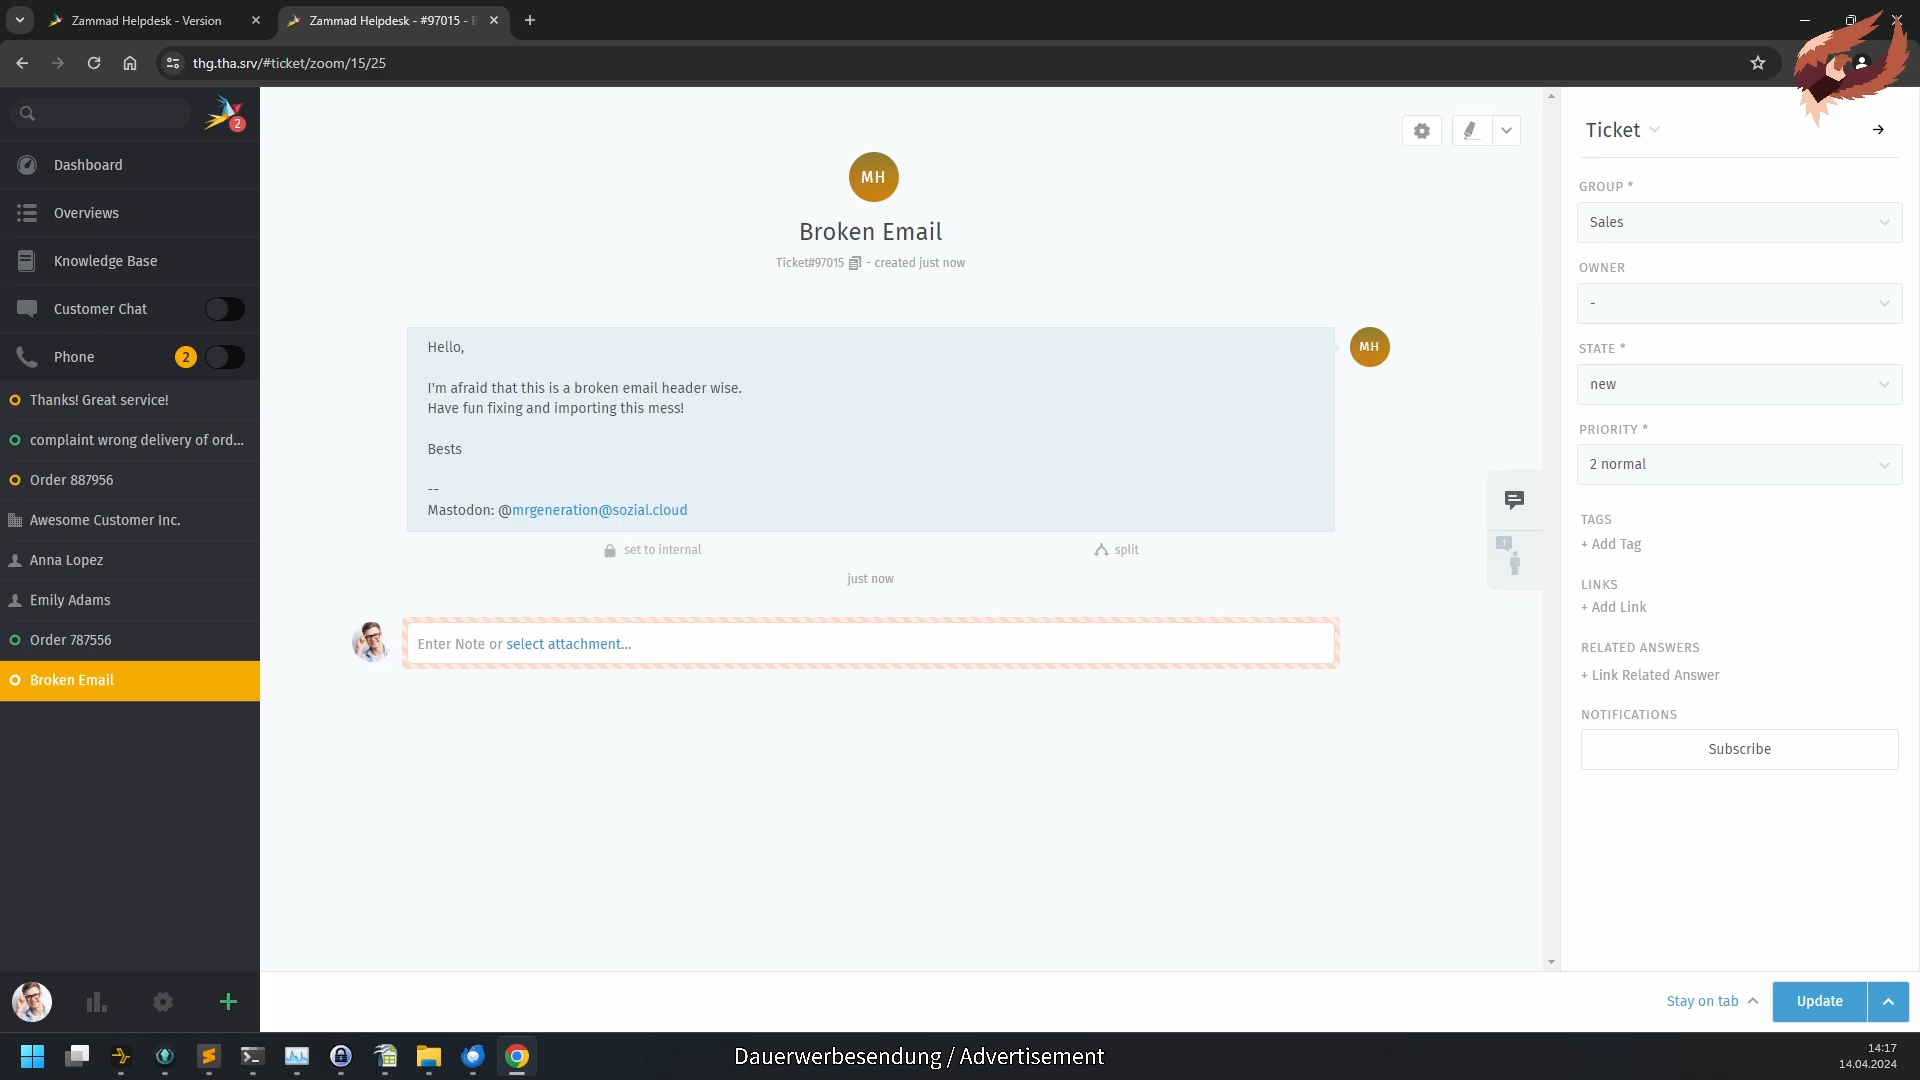 Zammad Helpdesk - Version
Zammad Helpdesk - #97015 - B
thg.tha.srv/#ticket/zoom/15/25
2
Dashboard
Overviews
Knowledge Base
Customer Chat
Phone
2
Thanks! Great service!
complaint wrong delivery of ord...
Order 887956
Awesome Customer Inc.
Anna Lopez
Emily Adams
Order 787556
Broken Email
MH
Broken Email
Ticket#97015 - created just now
Hello,
I'm afraid that this is a broken email header wise.
Have fun fixing and importing this mess!
Bests
--
Mastodon: @mrgeneration@sozial.cloud
MH
set to internal
split
just now
Enter Note or select attachment...
1
Ticket
GROUP *
Sales
OWNER
-
STATE *
new
PRIORITY *
2 normal
TAGS
+ Add Tag
LINKS
+ Add Link
RELATED ANSWERS
+ Link Related Answer
NOTIFICATIONS
Subscribe
Stay on tab
Update
Dauerwerbesendung / Advertisement
14:17
14.04.2024